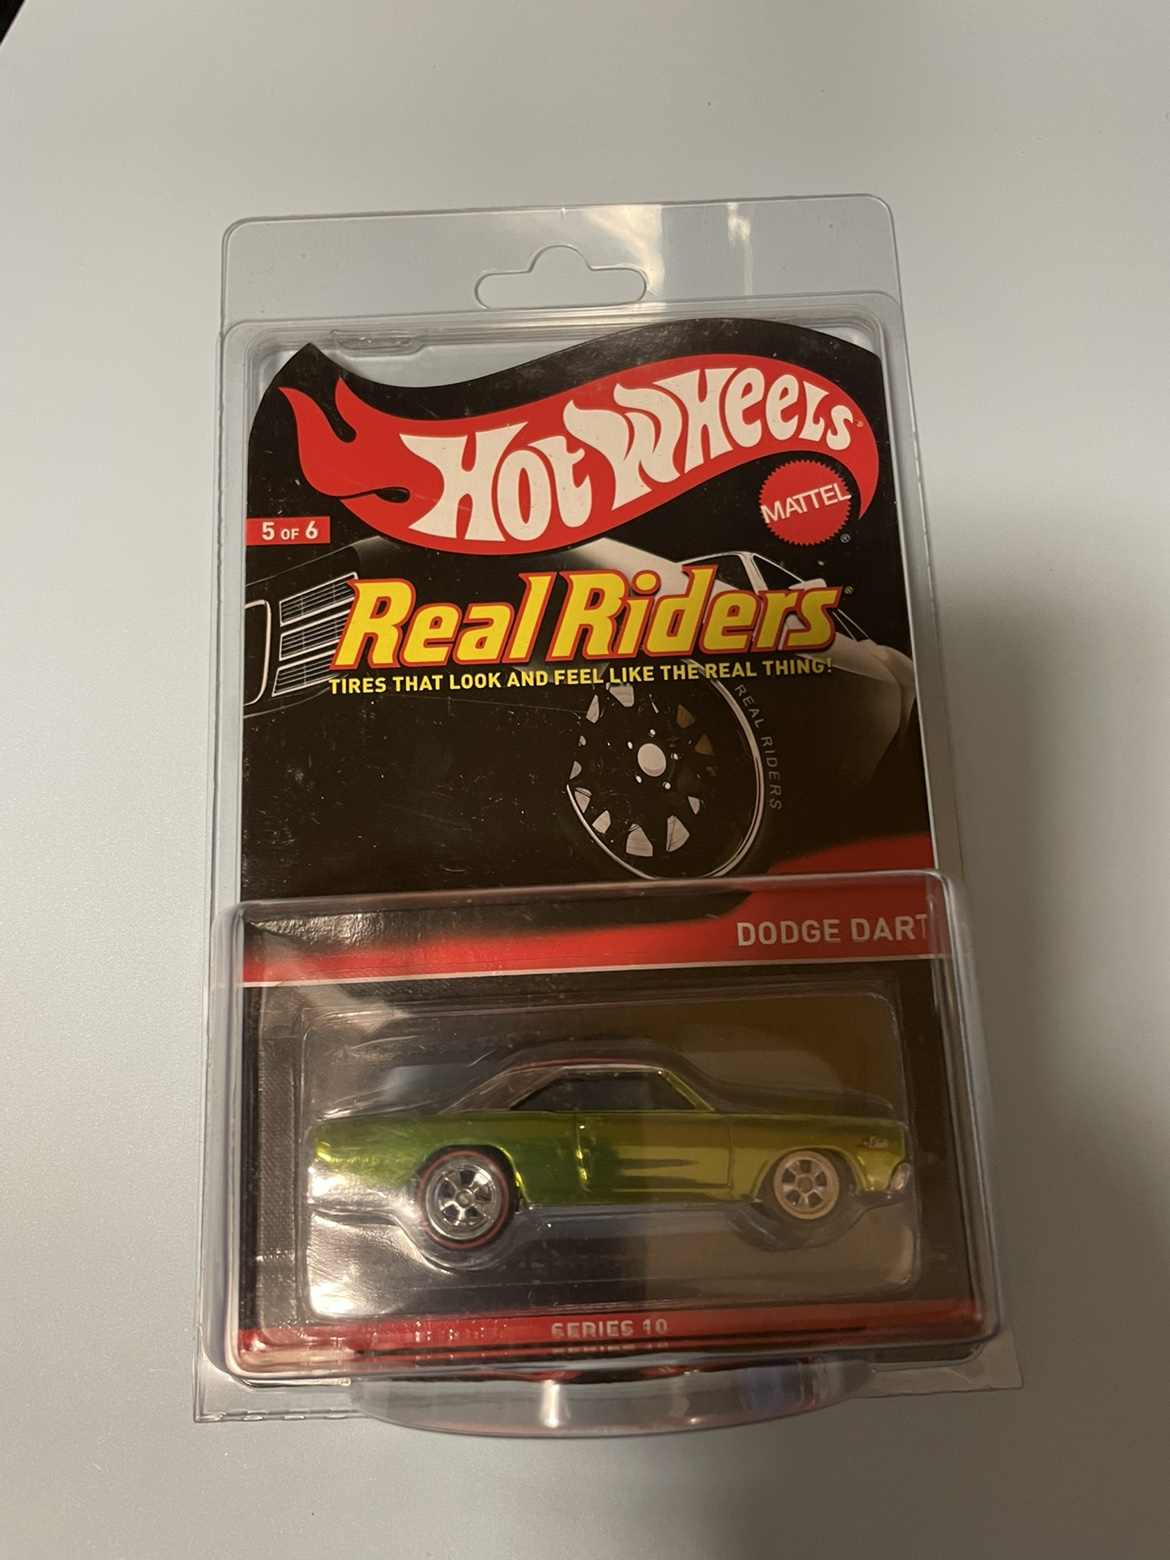 HOT WHEELS
MATTEL
®
5 OF 6
Real Riders®
TIRES THAT LOOK AND FEEL LIKE THE REAL THING!
REAL RIDERS
DODGE DART
SERIES 10